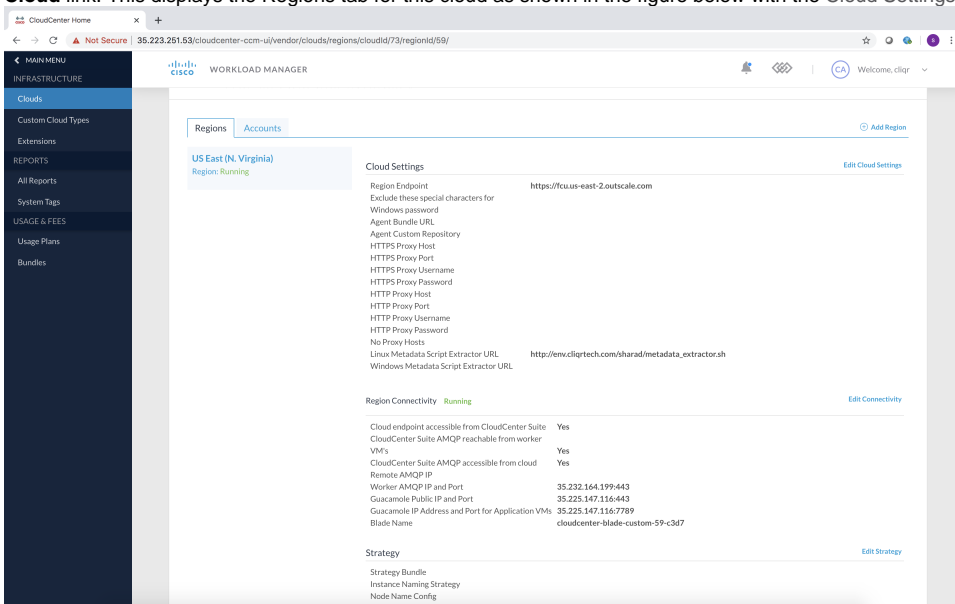 Cloud link. This displays the Regions tab for this cloud as shown in the figure below with the Cloud Settings
CloudCenter Home
Not Secure 35.223.251.53/cloudcenter-ccm-ui/vendor/clouds/regions/cloudId/73/regionId/59/
MAIN MENU
INFRASTRUCTURE
Clouds
Custom Cloud Types
Extensions
REPORTS
All Reports
System Tags
USAGE & FEES
Usage Plans
Bundles
CISCO WORKLOAD MANAGER
CA Welcome, cliqr
Regions Accounts
Add Region
US East (N. Virginia)
Region: Running
Cloud Settings Edit Cloud Settings
Region Endpoint https://fcu.us-east-2.outscale.com
Exclude these special characters for
Windows password
Agent Bundle URL
Agent Custom Repository
HTTPS Proxy Host
HTTPS Proxy Port
HTTPS Proxy Username
HTTPS Proxy Password
HTTP Proxy Host
HTTP Proxy Port
HTTP Proxy Username
HTTP Proxy Password
No Proxy Hosts
Linux Metadata Script Extractor URL http://env.cliqrtech.com/sharad/metadata_extractor.sh
Windows Metadata Script Extractor URL
Region Connectivity Running Edit Connectivity
Cloud endpoint accessible from CloudCenter Suite Yes
CloudCenter Suite AMQP reachable from worker
VM's Yes
CloudCenter Suite AMQP accessible from cloud Yes
Remote AMQP IP
Worker AMQP IP and Port 35.232.164.199:443
Guacamole Public IP and Port 35.225.147.116:443
Guacamole IP Address and Port for Application VMs 35.225.147.116:7789
Blade Name cloudcenter-blade-custom-59-c3d7
Strategy Edit Strategy
Strategy Bundle
Instance Naming Strategy
Node Name Config